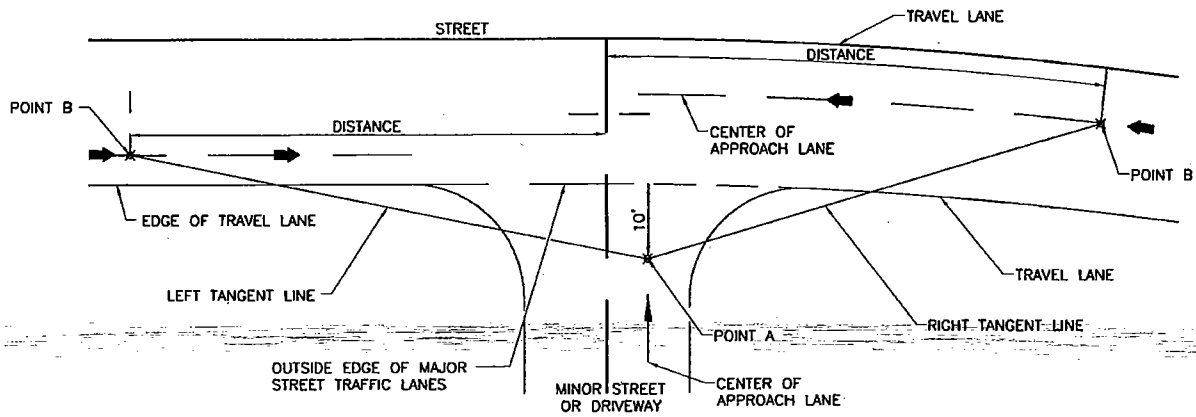 TRAVEL LANE
STREET
DISTANCE
POINT B
DISTANCE
CENTER OF
APPROACH LANE
POINT B
EDGE OF TRAVEL LANE
10'
LEFT TANGENT LINE
TRAVEL LANE
RIGHT TANGENT LINE
POINT A
OUTSIDE EDGE OF MAJOR
STREET TRAFFIC LANES
MINOR STREET
OR DRIVEWAY
CENTER OF
APPROACH LANE